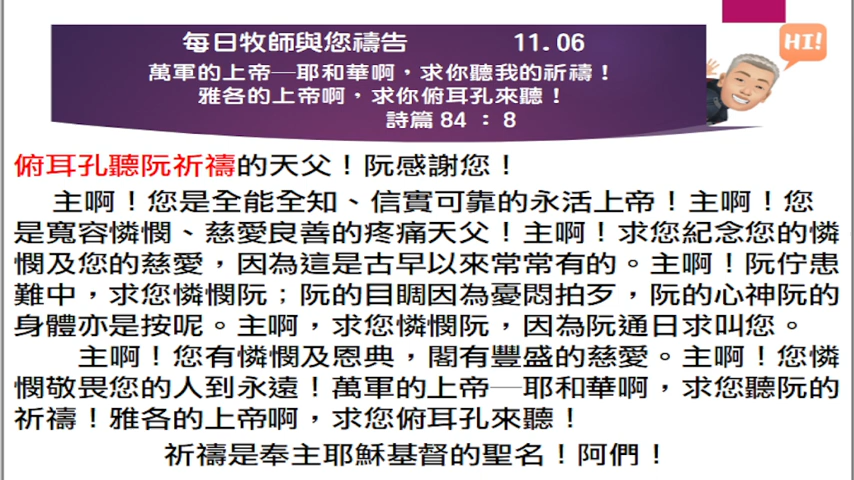 每日牧師與您禱告 11.06
HI!
萬軍的上帝─耶和華啊，求你聽我的祈禱！
雅各的上帝啊，求你俯耳孔來聽！
詩篇 84 ： 8
俯耳孔聽阮祈禱的天父！阮感謝您！
主啊！您是全能全知、信實可靠的永活上帝！主啊！您
是寬容憐憫、慈愛良善的疼痛天父！主啊！求您紀念您的憐
憫及您的慈愛，因為這是古早以來常常有的。主啊！阮佇患
難中，求您憐憫阮；阮的目睭因為憂悶拍歹，阮的心神阮的
身體亦是按呢。主啊，求您憐憫阮，因為阮通日求叫您。
主啊！您有憐憫及恩典，閣有豐盛的慈愛。主啊！您憐
憫敬畏您的人到永遠！萬軍的上帝─耶和華啊，求您聽阮的
祈禱！雅各的上帝啊，求您俯耳孔來聽！
祈禱是奉主耶穌基督的聖名！阿們！